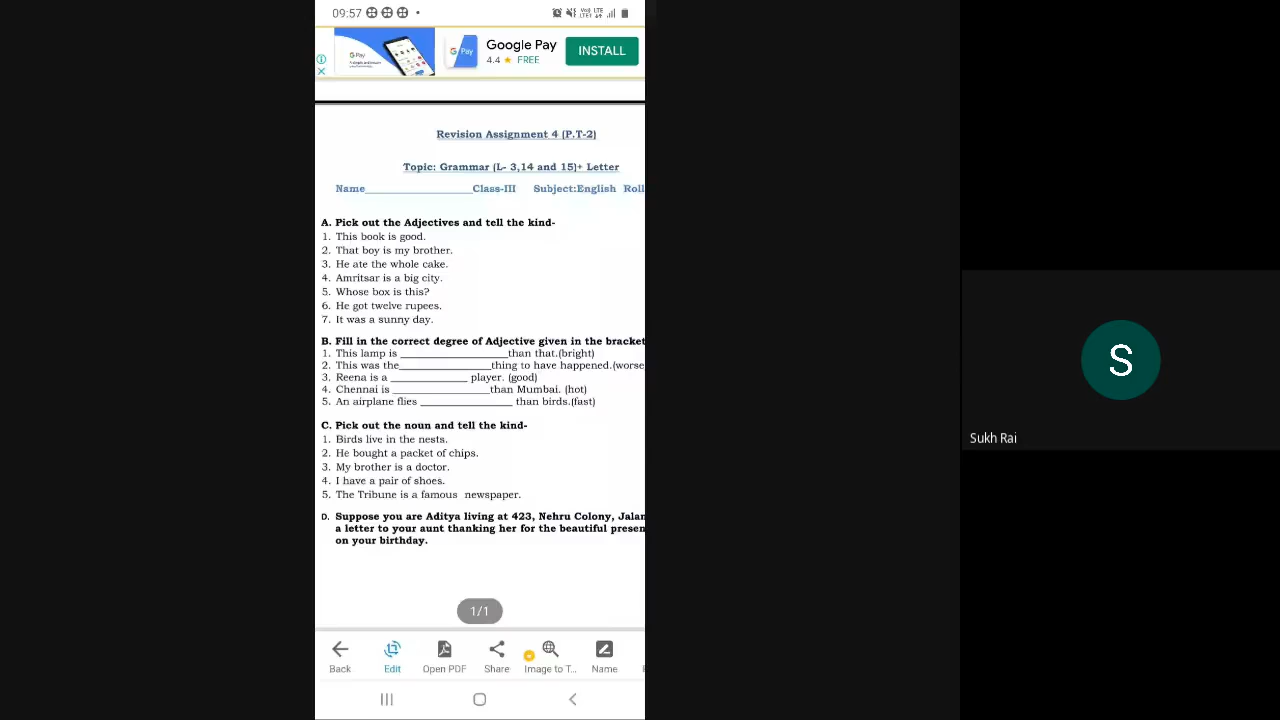 09:57
Google Pay
4.4 ★ FREE
INSTALL
G Pay
Revision Assignment 4 (P.T-2)
Topic: Grammar (L- 3,14 and 15)+ Letter
Name____________________Class-III Subject:English Roll
A. Pick out the Adjectives and tell the kind-
1. This book is good.
2. That boy is my brother.
3. He ate the whole cake.
4. Amritsar is a big city.
5. Whose box is this?
6. He got twelve rupees.
7. It was a sunny day.
B. Fill in the correct degree of Adjective given in the bracket
1. This lamp is ____________________than that.(bright)
2. This was the_________________thing to have happened.(worse
3. Reena is a ______________ player. (good)
4. Chennai is __________________than Mumbai. (hot)
5. An airplane flies _________________ than birds.(fast)
C. Pick out the noun and tell the kind-
1. Birds live in the nests.
2. He bought a packet of chips.
3. My brother is a doctor.
4. I have a pair of shoes.
5. The Tribune is a famous newspaper.
D. Suppose you are Aditya living at 423, Nehru Colony, Jalan
a letter to your aunt thanking her for the beautiful presen
on your birthday.
1/1
Back Edit Open PDF Share Image to T... Name
S
Sukh Rai